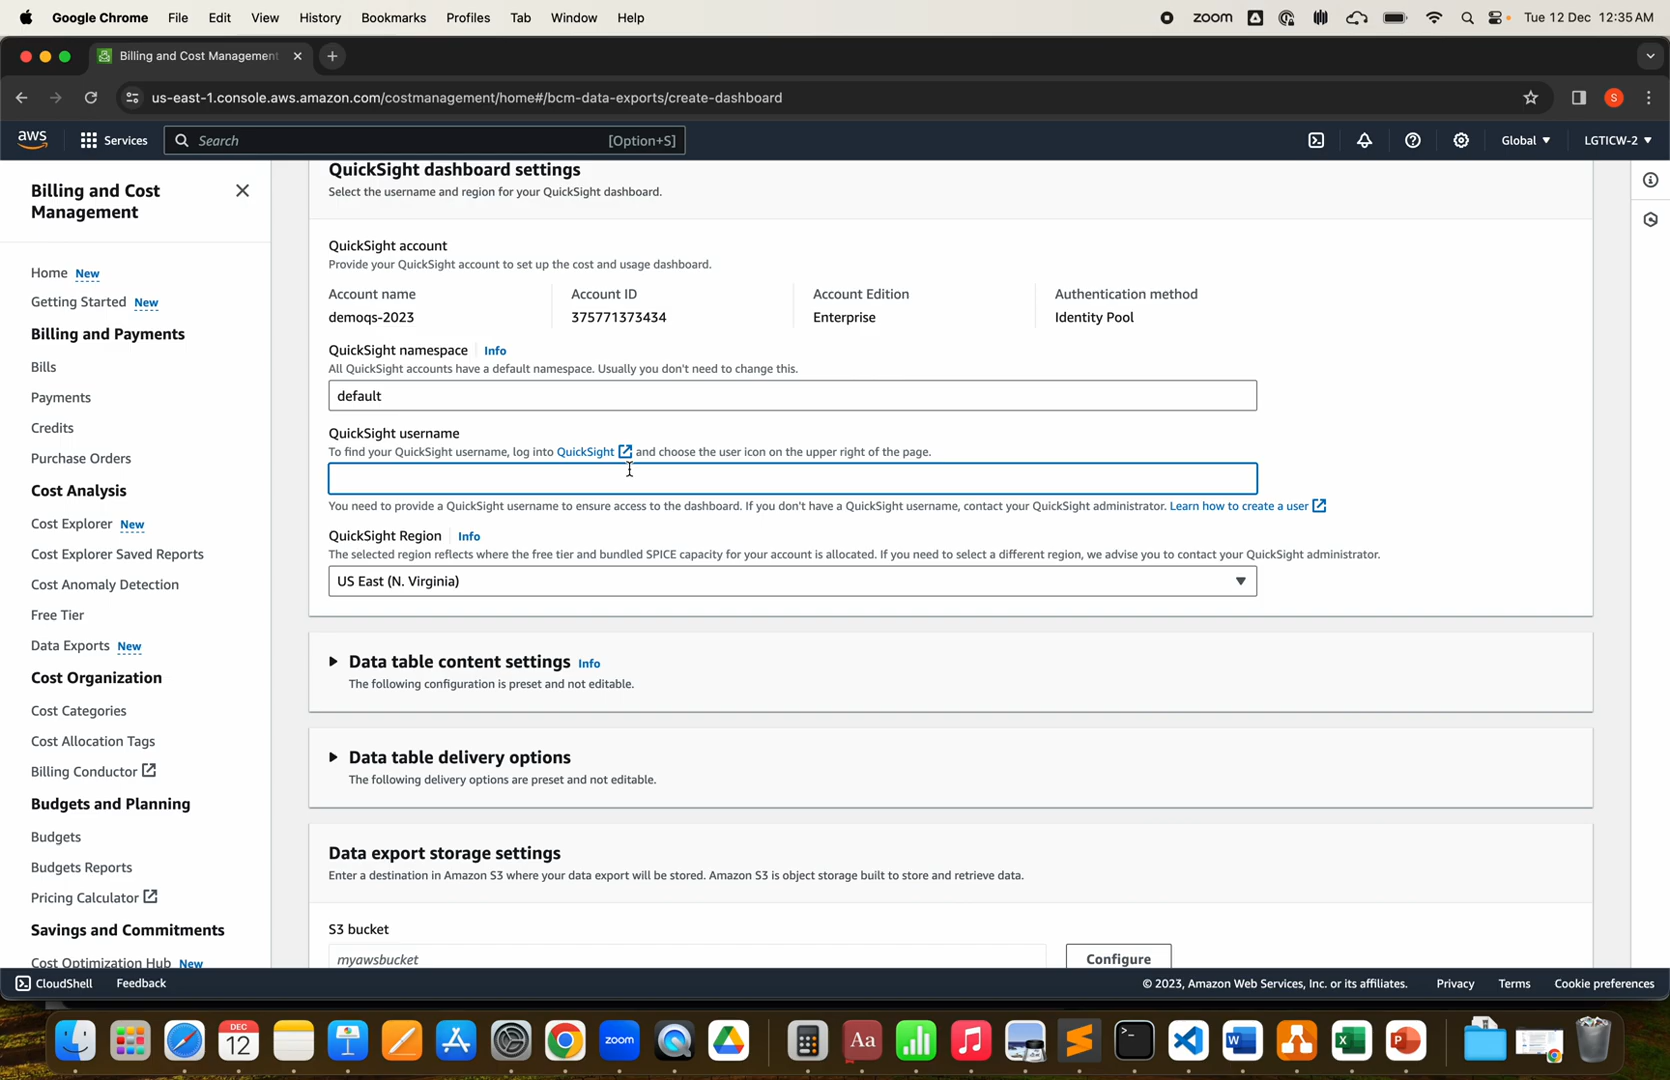 Google Chrome File Edit View History Bookmarks Profiles Tab Window Help zoom Tue 12 Dec 12:35 AM
Billing and Cost Management
us-east-1.console.aws.amazon.com/costmanagement/home#/bcm-data-exports/create-dashboard S
aws Services Search [Option+S] Global LGTICW-2
Billing and Cost
Management
Home New
Getting Started New
Billing and Payments
Bills
Payments
Credits
Purchase Orders
Cost Analysis
Cost Explorer New
Cost Explorer Saved Reports
Cost Anomaly Detection
Free Tier
Data Exports New
Cost Organization
Cost Categories
Cost Allocation Tags
Billing Conductor
Budgets and Planning
Budgets
Budgets Reports
Pricing Calculator
Savings and Commitments
Cost Optimization Hub New
QuickSight dashboard settings
Select the username and region for your QuickSight dashboard.
QuickSight account
Provide your QuickSight account to set up the cost and usage dashboard.
Account name Account ID Account Edition Authentication method
demoqs-2023 375771373434 Enterprise Identity Pool
QuickSight namespace Info
All QuickSight accounts have a default namespace. Usually you don't need to change this.
default
QuickSight username
To find your QuickSight username, log into QuickSight and choose the user icon on the upper right of the page.
You need to provide a QuickSight username to ensure access to the dashboard. If you don't have a QuickSight username, contact your QuickSight administrator. Learn how to create a user
QuickSight Region Info
The selected region reflects where the free tier and bundled SPICE capacity for your account is allocated. If you need to select a different region, we advise you to contact your QuickSight administrator.
US East (N. Virginia)
Data table content settings Info
The following configuration is preset and not editable.
Data table delivery options
The following delivery options are preset and not editable.
Data export storage settings
Enter a destination in Amazon S3 where your data export will be stored. Amazon S3 is object storage built to store and retrieve data.
S3 bucket
myawsbucket Configure
CloudShell Feedback © 2023, Amazon Web Services, Inc. or its affiliates. Privacy Terms Cookie preferences
DEC
12 zoom Aa W X P